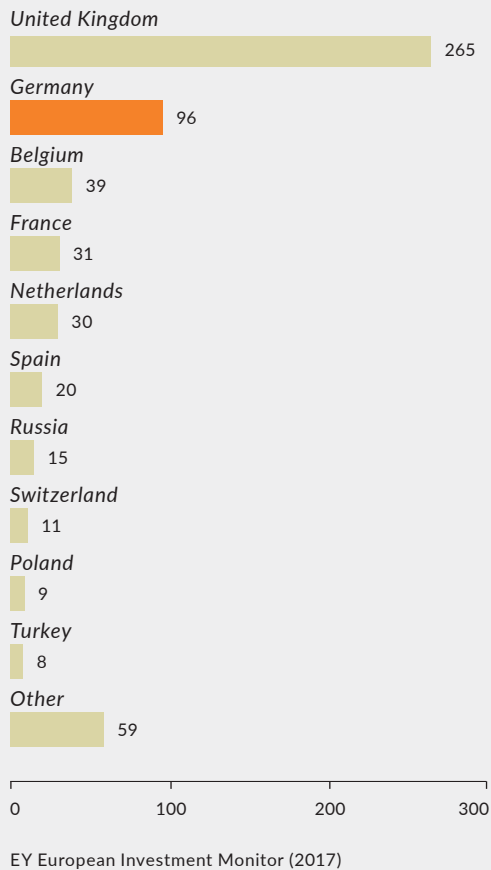 United Kingdom
265
Germany
96
Belgium
39
France
31
Netherlands
30
Spain
20
Russia
15
Switzerland
11
Poland
9
Turkey
8
Other
59
0 100 200 300
EY European Investment Monitor (2017)